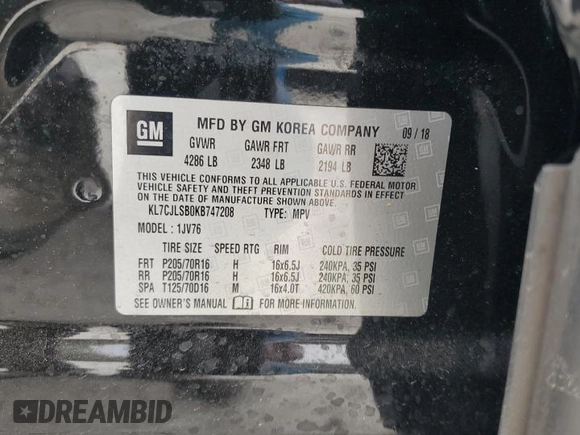 GM
MFD BY GM KOREA COMPANY 09 / 18
GVWR GAWR FRT GAWR RR
4286 LB 2348 LB 2194 LB
THIS VEHICLE CONFORMS TO ALL APPLICABLE U.S. FEDERAL MOTOR
VEHICLE SAFETY, BUMPER, AND THEFT PREVENTION STANDARDS IN
EFFECT ON THE DATE OF MANUFACTURE SHOWN ABOVE.
KL7CJLSB0KB747208 TYPE: MPV
MODEL : 1JV76
TIRE SIZE SPEED RTG RIM COLD TIRE PRESSURE
FRT P205/70R16 H 16x6.5J 240KPA, 35 PSI
RR P205/70R16 H 16x6.5J 240KPA, 35 PSI
SPA T125/70D16 M 16x4.0T 420KPA, 60 PSI
SEE OWNER'S MANUAL FOR MORE INFORMATION.
DREAMBID